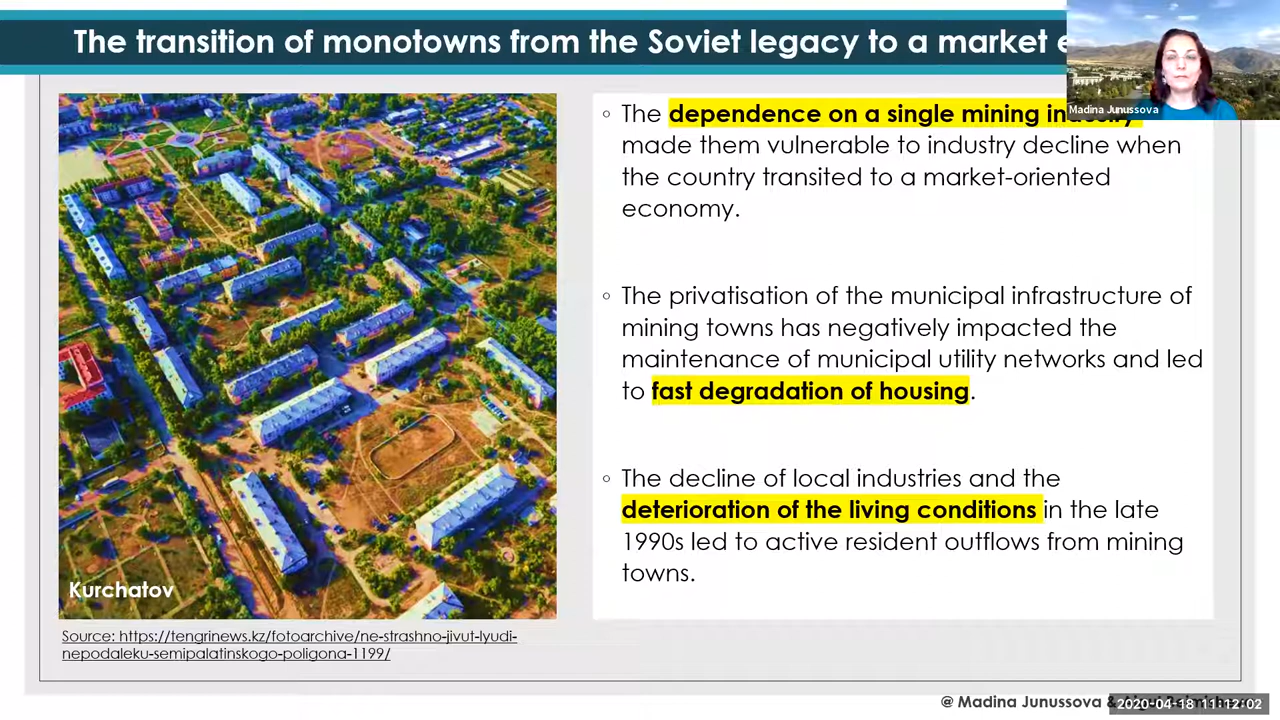 The transition of monotowns from the Soviet legacy to a market
Madina Junussova
◦ The dependence on a single mining industry
made them vulnerable to industry decline when
the country transited to a market-oriented
economy.
◦ The privatisation of the municipal infrastructure of
mining towns has negatively impacted the
maintenance of municipal utility networks and led
to fast degradation of housing.
◦ The decline of local industries and the
deterioration of the living conditions in the late
1990s led to active resident outflows from mining
towns.
Kurchatov
Source: https://tengrinews.kz/fotoarchive/ne-strashno-jivut-lyudi-
nepodaleku-semipalatinskogo-poligona-1199/
@ Madina Junussova &
2020-04-18 11:12:02